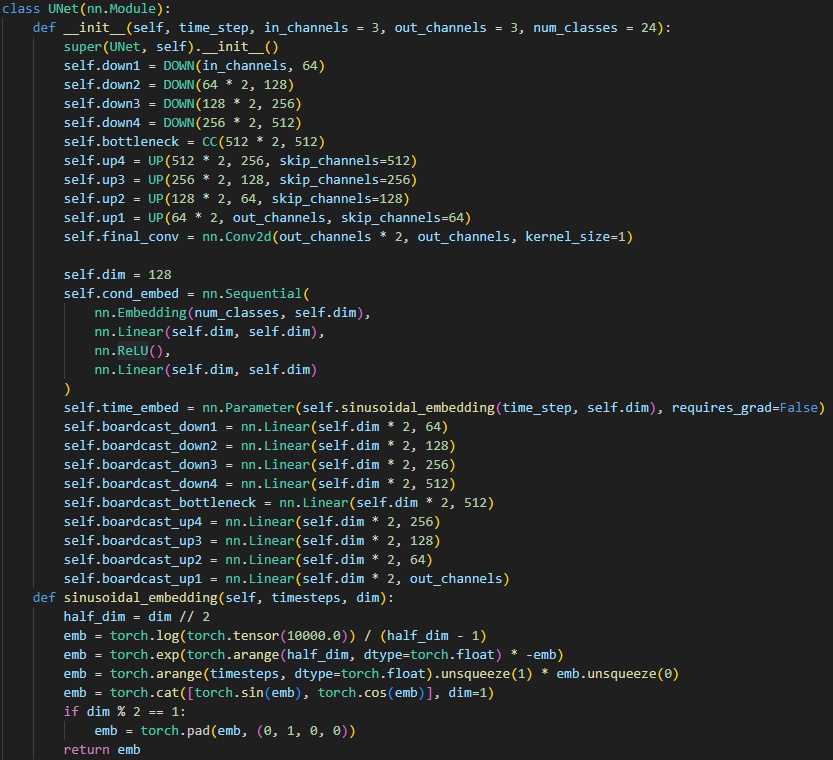 class UNet(nn.Module):
    def __init__(self, time_step, in_channels = 3, out_channels = 3, num_classes = 24):
        super(UNet, self).__init__()
        self.down1 = DOWN(in_channels, 64)
        self.down2 = DOWN(64 * 2, 128)
        self.down3 = DOWN(128 * 2, 256)
        self.down4 = DOWN(256 * 2, 512)
        self.bottleneck = CC(512 * 2, 512)
        self.up4 = UP(512 * 2, 256, skip_channels=512)
        self.up3 = UP(256 * 2, 128, skip_channels=256)
        self.up2 = UP(128 * 2, 64, skip_channels=128)
        self.up1 = UP(64 * 2, out_channels, skip_channels=64)
        self.final_conv = nn.Conv2d(out_channels * 2, out_channels, kernel_size=1)

        self.dim = 128
        self.cond_embed = nn.Sequential(
            nn.Embedding(num_classes, self.dim),
            nn.Linear(self.dim, self.dim),
            nn.ReLU(),
            nn.Linear(self.dim, self.dim)
        )
        self.time_embed = nn.Parameter(self.sinusoidal_embedding(time_step, self.dim), requires_grad=False)
        self.boardcast_down1 = nn.Linear(self.dim * 2, 64)
        self.boardcast_down2 = nn.Linear(self.dim * 2, 128)
        self.boardcast_down3 = nn.Linear(self.dim * 2, 256)
        self.boardcast_down4 = nn.Linear(self.dim * 2, 512)
        self.boardcast_bottleneck = nn.Linear(self.dim * 2, 512)
        self.boardcast_up4 = nn.Linear(self.dim * 2, 256)
        self.boardcast_up3 = nn.Linear(self.dim * 2, 128)
        self.boardcast_up2 = nn.Linear(self.dim * 2, 64)
        self.boardcast_up1 = nn.Linear(self.dim * 2, out_channels)
    def sinusoidal_embedding(self, timesteps, dim):
        half_dim = dim // 2
        emb = torch.log(torch.tensor(10000.0)) / (half_dim - 1)
        emb = torch.exp(torch.arange(half_dim, dtype=torch.float) * -emb)
        emb = torch.arange(timesteps, dtype=torch.float).unsqueeze(1) * emb.unsqueeze(0)
        emb = torch.cat([torch.sin(emb), torch.cos(emb)], dim=1)
        if dim % 2 == 1:
            emb = torch.pad(emb, (0, 1, 0, 0))
        return emb